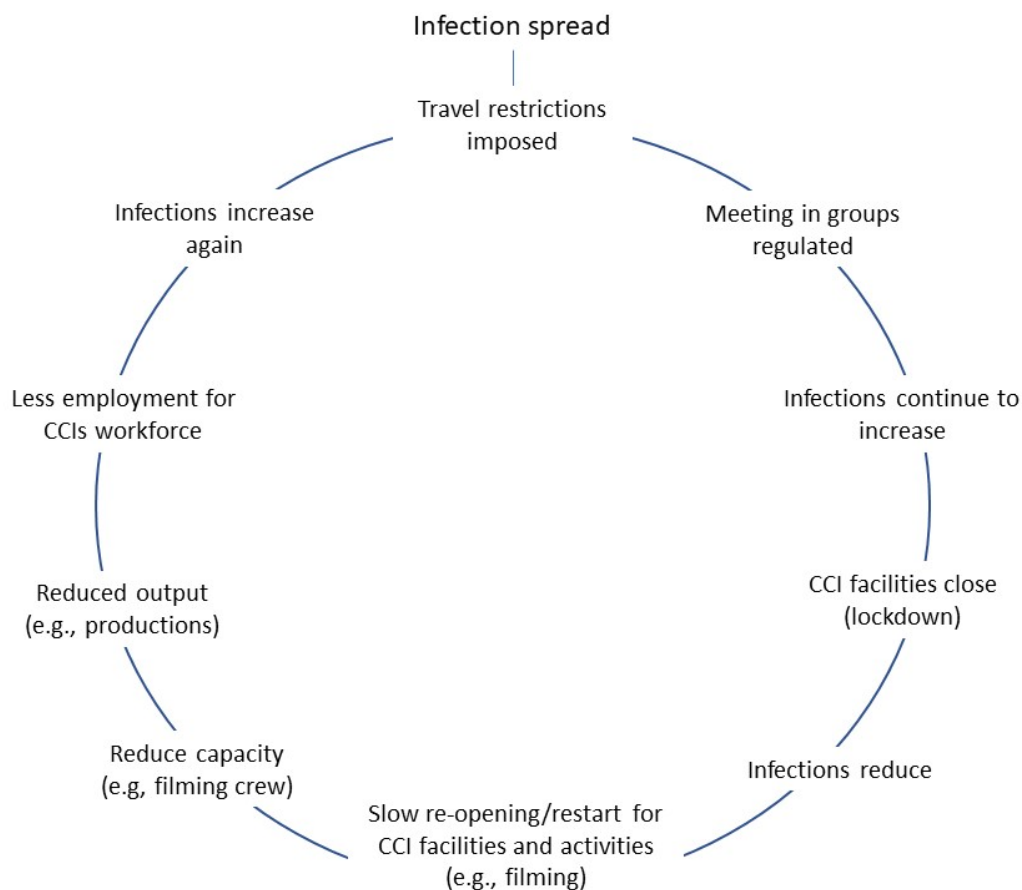 Infection spread
Travel restrictions
imposed
Meeting in groups
regulated
Infections continue to
increase
CCI facilities close
(lockdown)
Infections reduce
Slow re-opening/restart for
CCI facilities and activities
(e.g., filming)
Reduce capacity
(e.g, filming crew)
Reduced output
(e.g., productions)
Less employment for
CCIs workforce
Infections increase
again